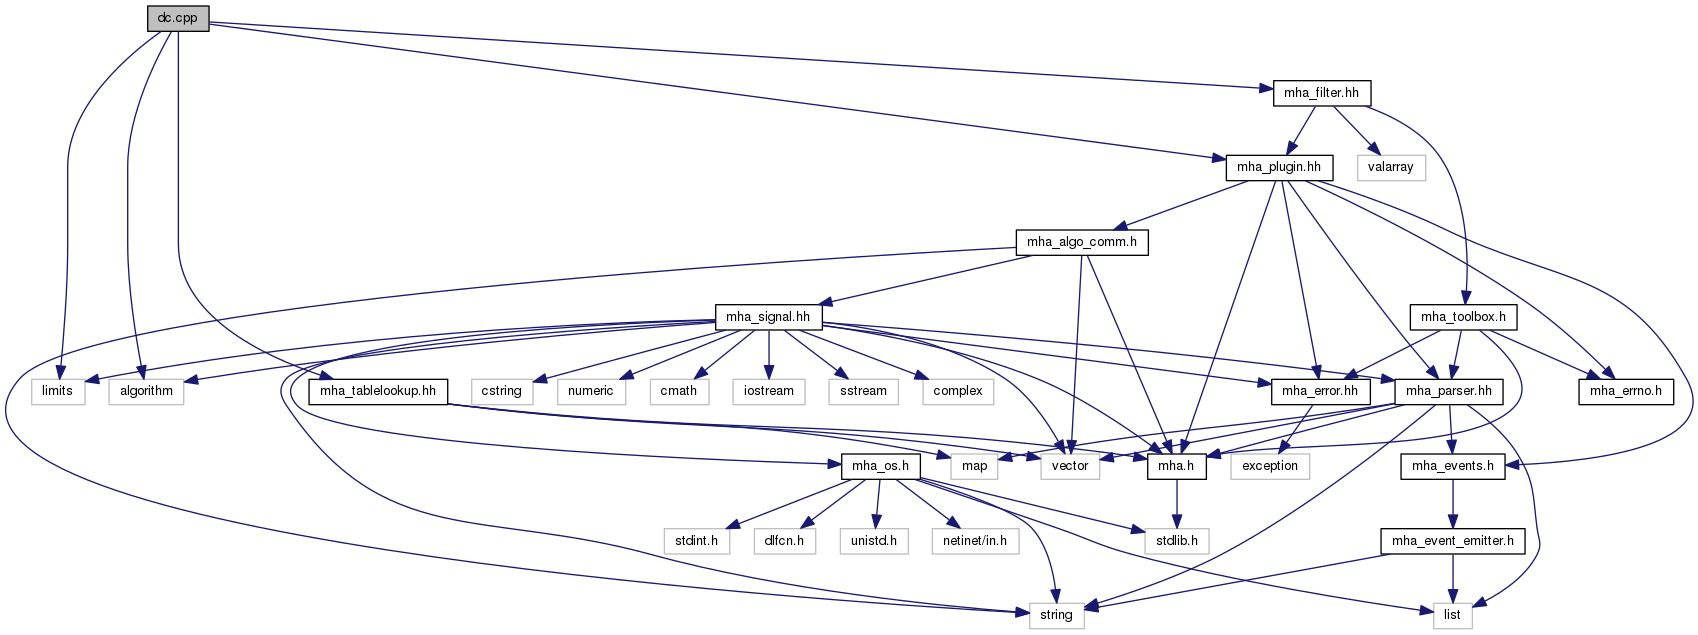 dc.cpp
mha_filter.hh
mha_plugin.hh
valarray
mha_algo_comm.h
mha_signal.hh
mha_toolbox.h
limits
algorithm
mha_tablelookup.hh
cstring
numeric
cmath
iostream
sstream
complex
mha_error.hh
mha_parser.hh
mha_errno.h
mha_os.h
map
vector
mha.h
exception
mha_events.h
stdint.h
dlfcn.h
unistd.h
netinet/in.h
stdlib.h
mha_event_emitter.h
string
list